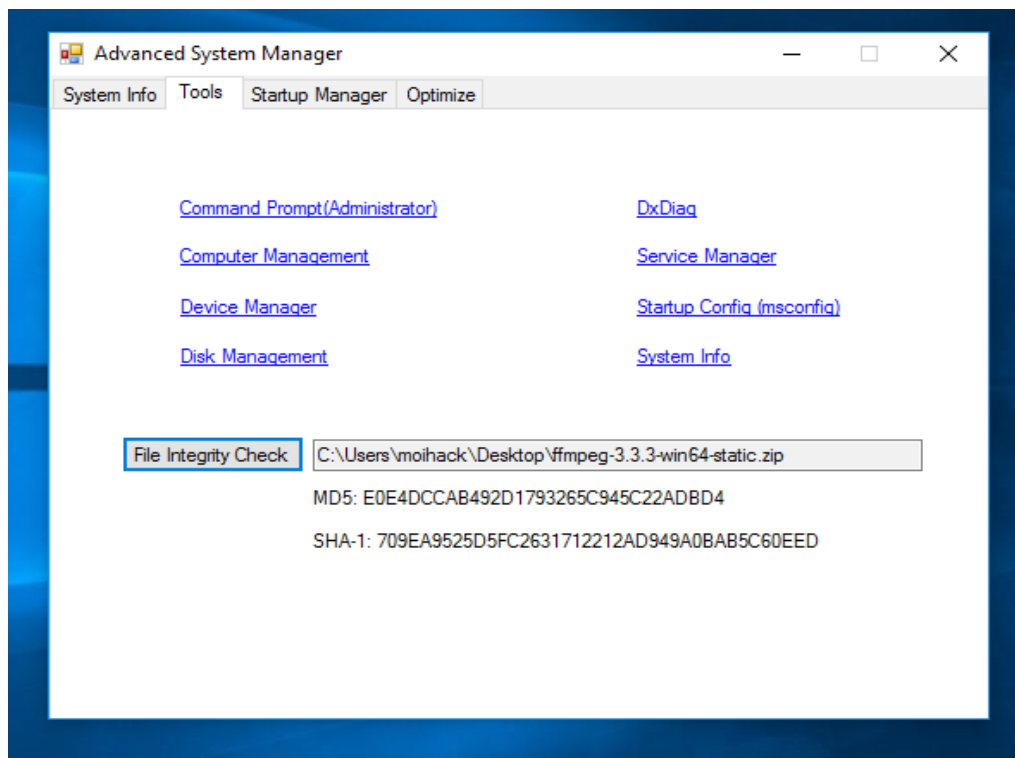 Advanced System Manager
System Info Tools Startup Manager Optimize
Command Prompt(Administrator) DxDiag
Computer Management Service Manager
Device Manager Startup Config (msconfig)
Disk Management System Info
File Integrity Check C:\Users\moihack\Desktop\ffmpeg-3.3.3-win64-static.zip
MD5: E0E4DCCAB492D1793265C945C22ADBD4
SHA-1: 709EA9525D5FC2631712212AD949A0BAB5C60EED